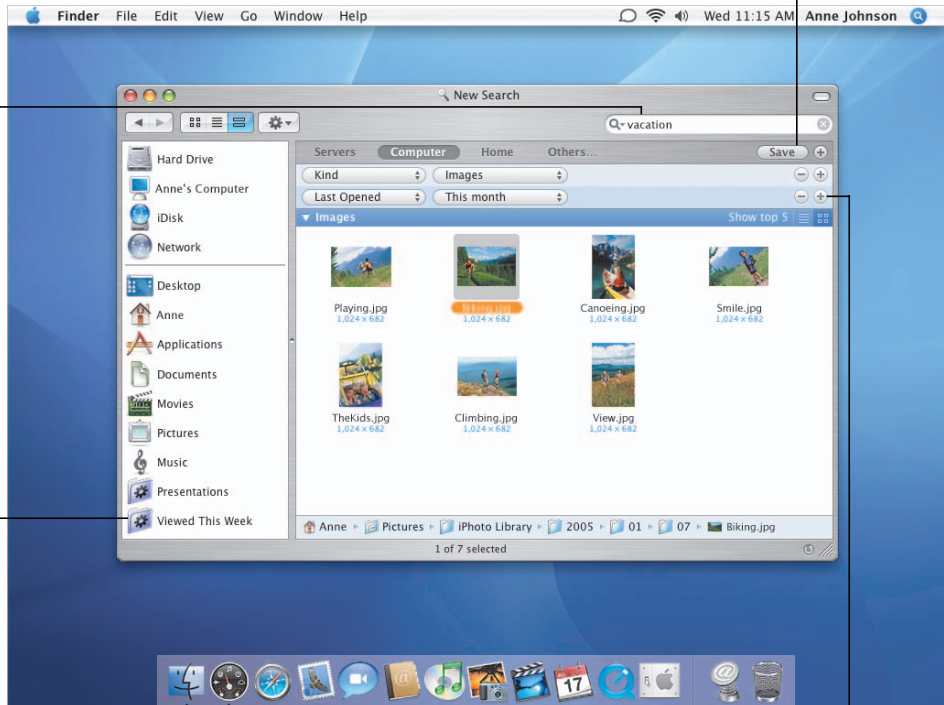 Finder File Edit View Go Window Help Wed 11:15 AM Anne Johnson
New Search
vacation
Servers Computer Home Others... Save
Kind Images
Last Opened This month
Images Show top 5
Hard Drive
Anne's Computer
iDisk
Network
Desktop
Anne
Applications
Documents
Movies
Pictures
Music
Presentations
Viewed This Week
Playing.jpg Biking.jpg Canoeing.jpg Smile.jpg
1,024 × 682 1,024 × 682 1,024 × 682 1,024 × 682
TheKids.jpg Climbing.jpg View.jpg
1,024 × 682 1,024 × 682 1,024 × 682
Anne Pictures iPhoto Library 2005 01 07 Biking.jpg
1 of 7 selected
17